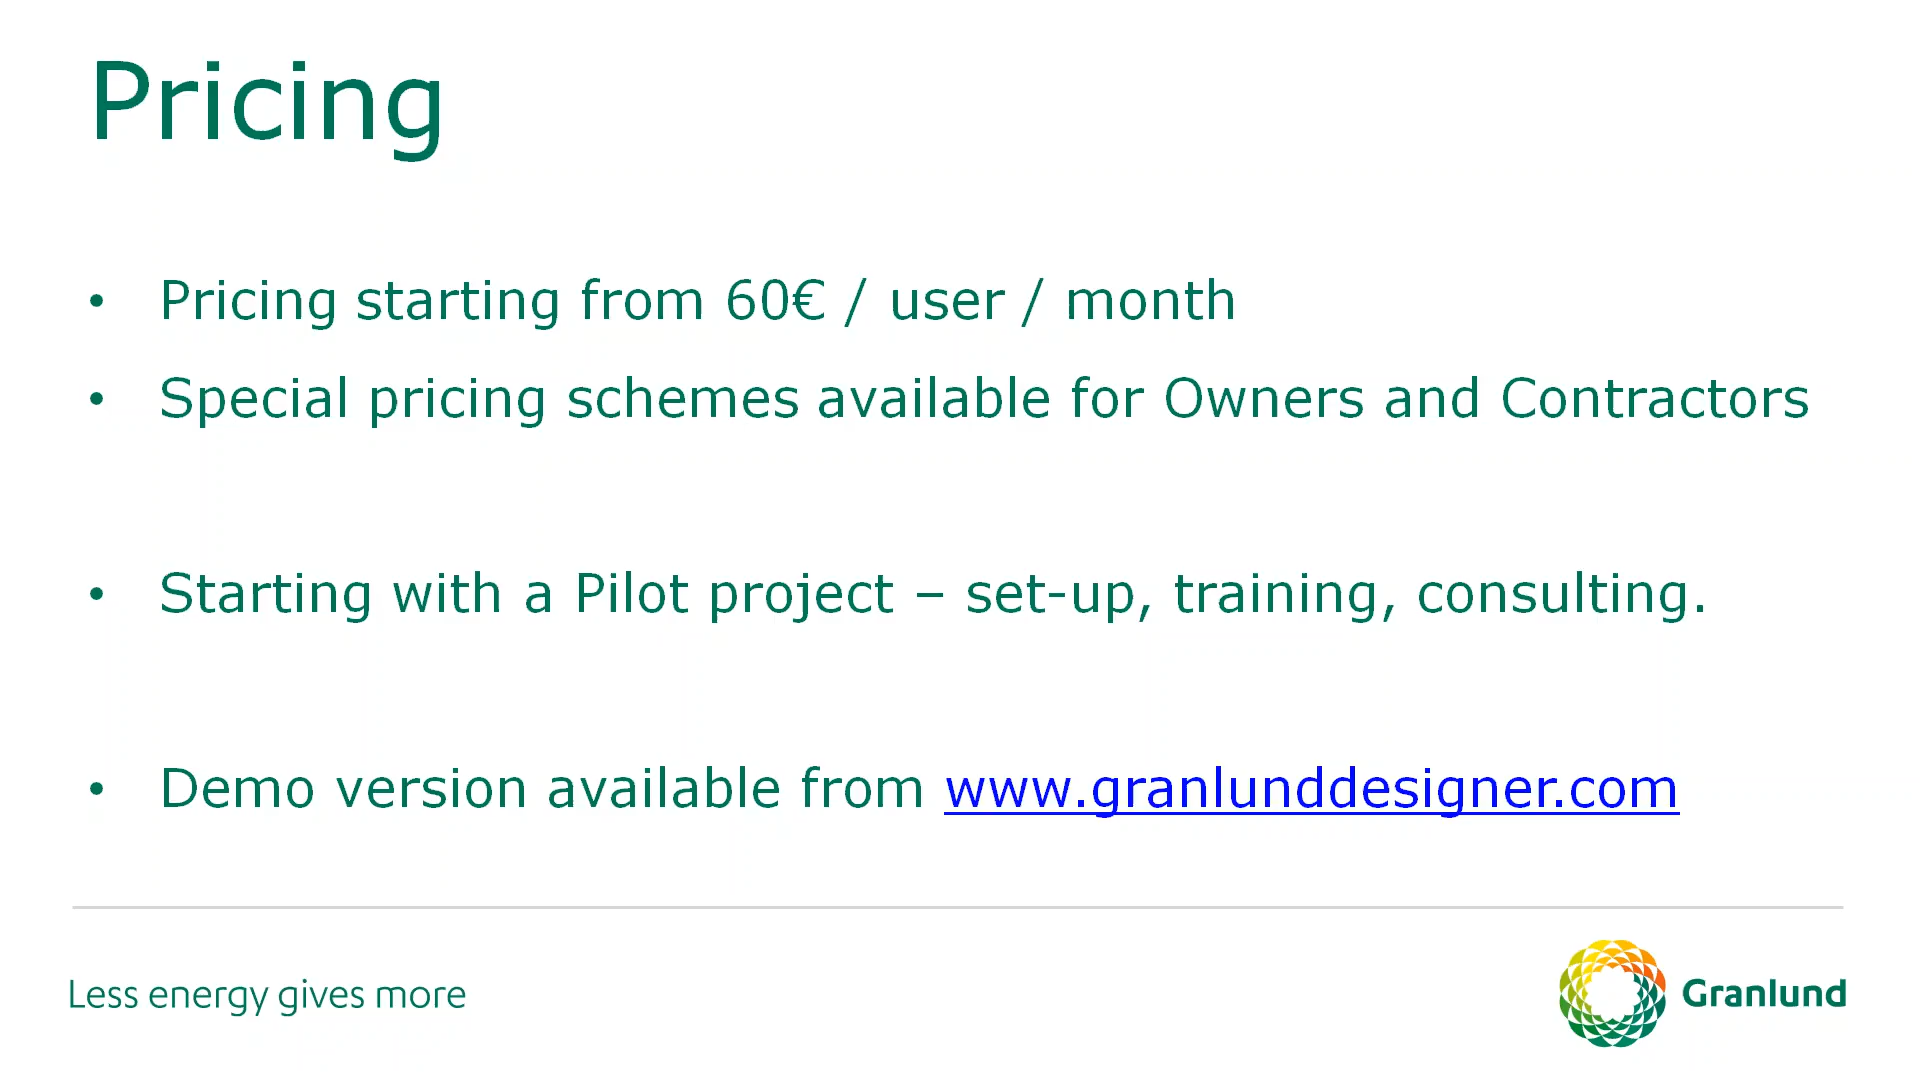 Pricing
• Pricing starting from 60€ / user / month
• Special pricing schemes available for Owners and Contractors
• Starting with a Pilot project – set-up, training, consulting.
• Demo version available from www.granlunddesigner.com
Less energy gives more
Granlund